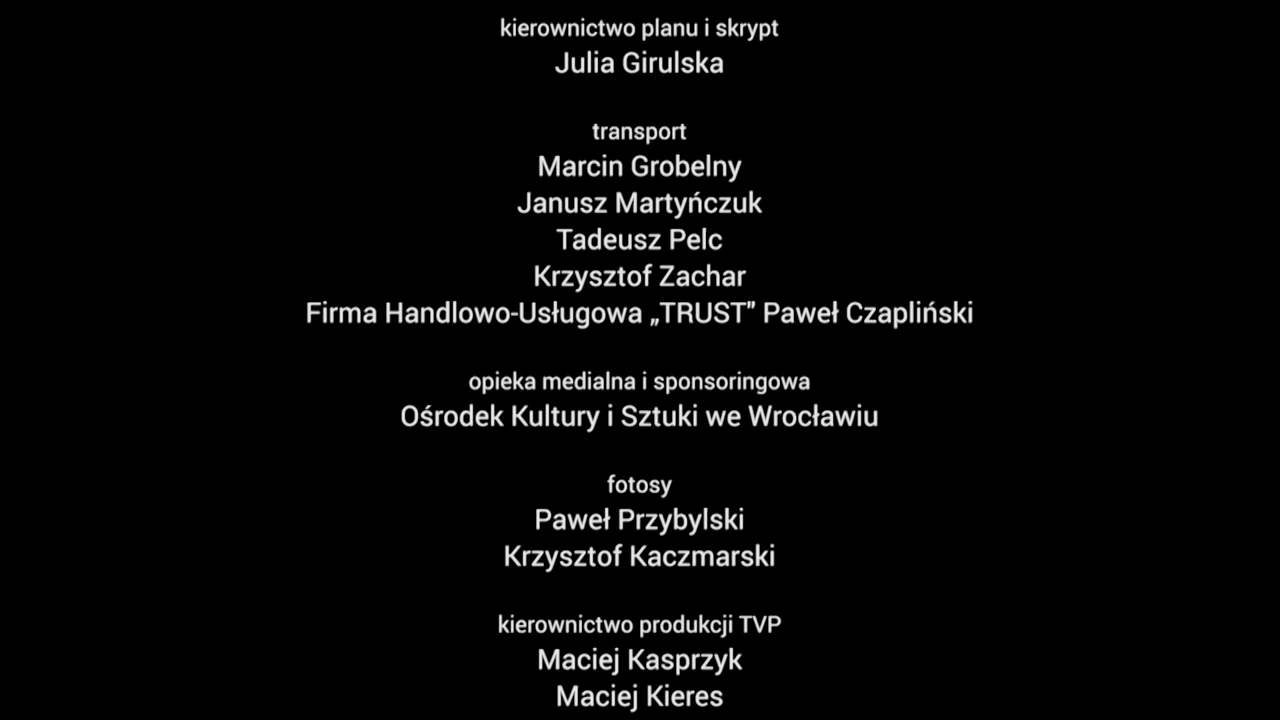 kierownictwo planu i skrypt
Julia Girulska
transport
Marcin Grobelny
Janusz Martyńczuk
Tadeusz Pelc
Krzysztof Zachar
Firma Handlowo-Usługowa „TRUST" Paweł Czapliński
opieka medialna i sponsoringowa
Ośrodek Kultury i Sztuki we Wrocławiu
fotosy
Paweł Przybylski
Krzysztof Kaczmarski
kierownictwo produkcji TVP
Maciej Kasprzyk
Maciej Kieres